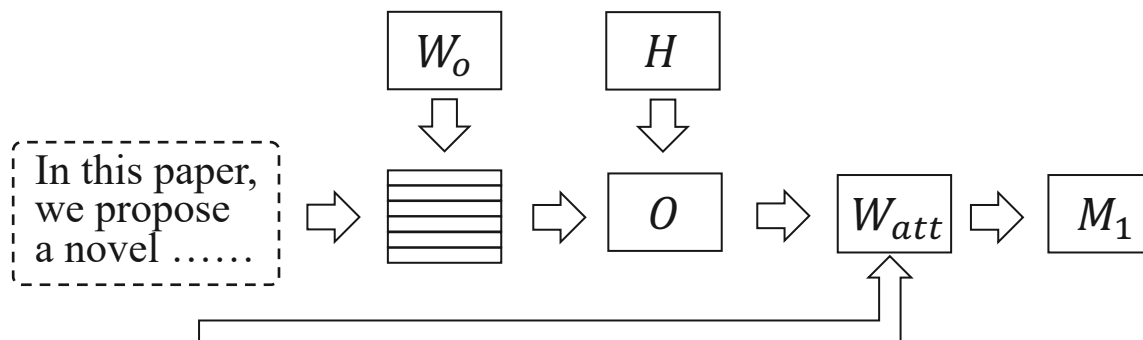 W_o
H
In this paper,
we propose
a novel ……
O
W_att
M_1